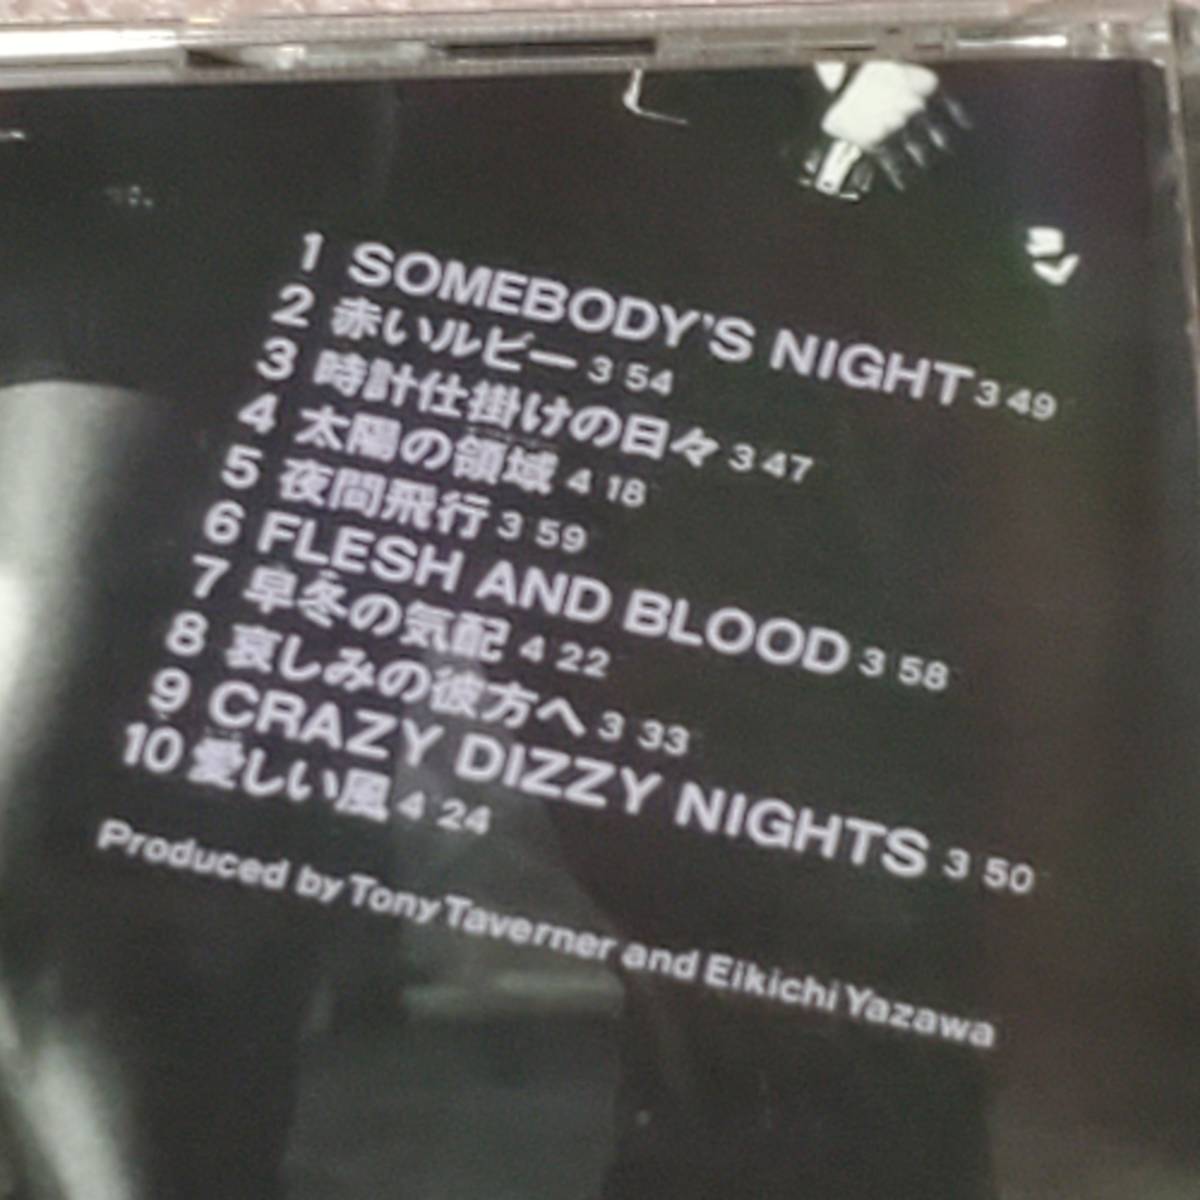 1 SOMEBODY'S NIGHT 3 49
2 赤いルビー 3 54
3 時計仕掛けの日々 3 47
4 太陽の領域 4 18
5 夜間飛行 3 59
6 FLESH AND BLOOD 3 58
7 早冬の気配 4 22
8 哀しみの彼方へ 3 33
9 CRAZY DIZZY NIGHTS 3 50
10 愛しい風 4 24
Produced by Tony Taverner and Eikichi Yazawa